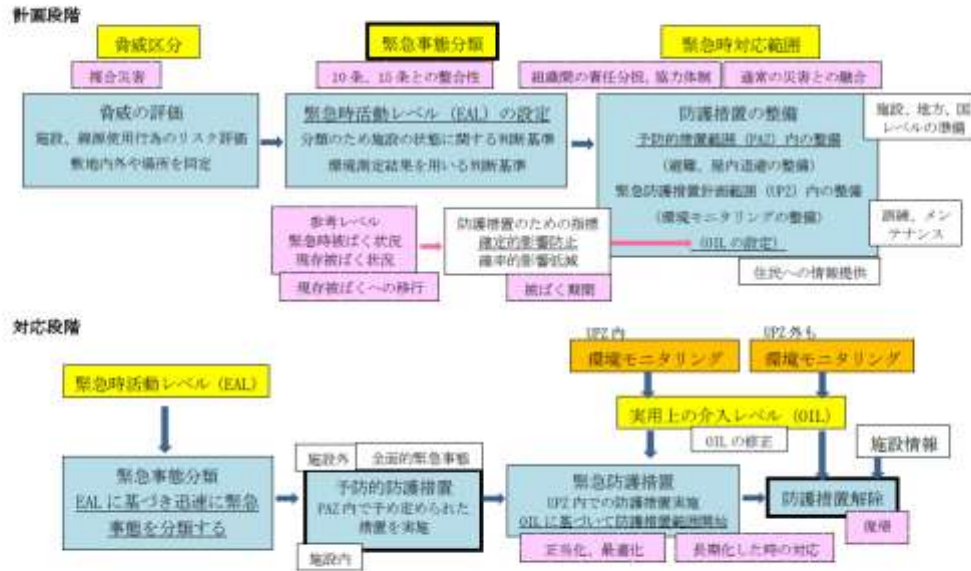 計画段階
脅威区分
緊急事態分類
緊急時対応範囲
複合災害
10条、15条との整合性
組織間の責任分担、協力体制
通常の災害との融合
脅威の評価
施設、線源使用行為のリスク評価
敷地内外や場所を同定
緊急時活動レベル（EAL）の設定
分類のため施設の状態に関する判断基準
環境測定結果を用いる判断基準
防護措置の整備
予防的措置範囲（PAZ）内の整備
（避難、屋内退避の整備）
緊急防護措置計画範囲（UPZ）内の整備
（環境モニタリングの整備）
（OILの設定）
施設、地方、国
レベルの準備
訓練、メン
テナンス
住民への情報提供
参考レベル
緊急時被ばく状況
現存被ばく状況
現存被ばくへの移行
防護措置のための指標
確定的影響防止
確率的影響低減
被ばく期間
対応段階
UPZ内
環境モニタリング
UPZ外も
環境モニタリング
緊急時活動レベル（EAL）
実用上の介入レベル（OIL）
OILの修正
施設情報
緊急事態分類
EALに基づき迅速に緊急
事態を分類する
施設外
全面的緊急事態
予防的防護措置
PAZ内で予め定められた
措置を実施
施設内
緊急防護措置
UPZ内での防護措置実施
OILに基づいて防護措置範囲開始
正当化、最適化
長期化した時の対応
防護措置解除
復帰